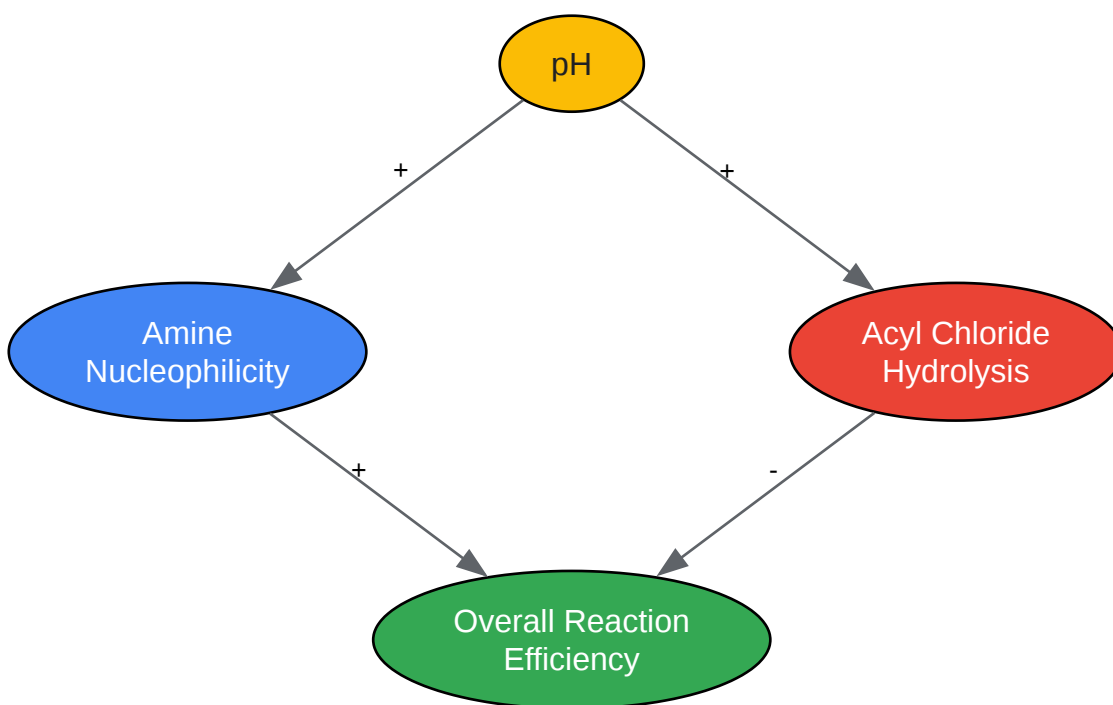 pH
+
+
Amine
Nucleophilicity
Acyl Chloride
Hydrolysis
+
-
Overall Reaction
Efficiency